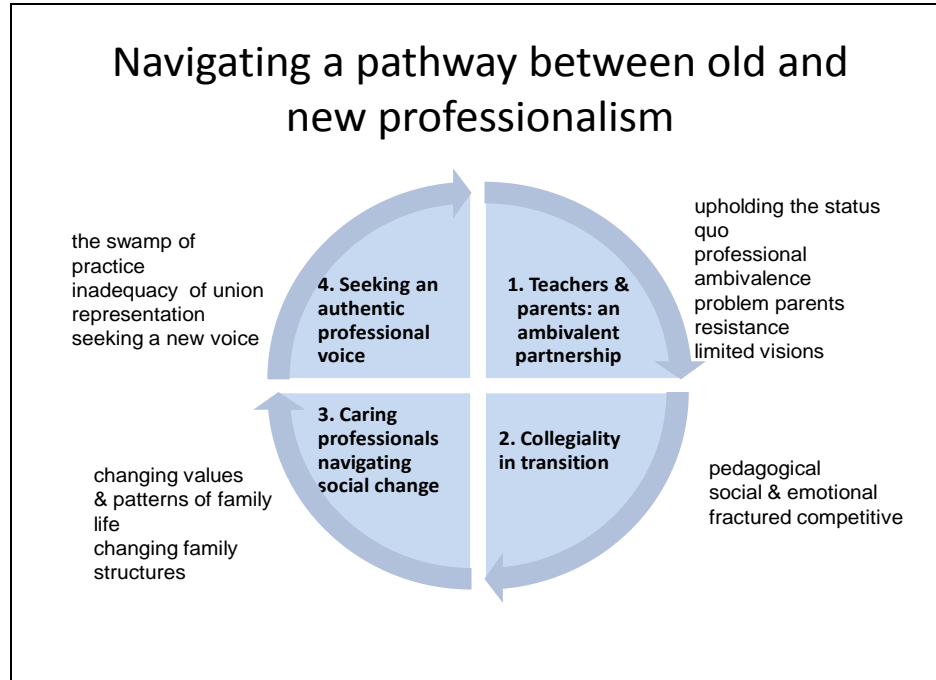 Navigating a pathway between old and
new professionalism
1. Teachers &
parents: an
ambivalent
partnership
upholding the status
quo
professional
ambivalence
problem parents
resistance
limited visions
2. Collegiality
in transition
pedagogical
social & emotional
fractured competitive
3. Caring
professionals
navigating
social change
changing values
& patterns of family
life
changing family
structures
4. Seeking an
authentic
professional
voice
the swamp of
practice
inadequacy  of union
representation
seeking a new voice